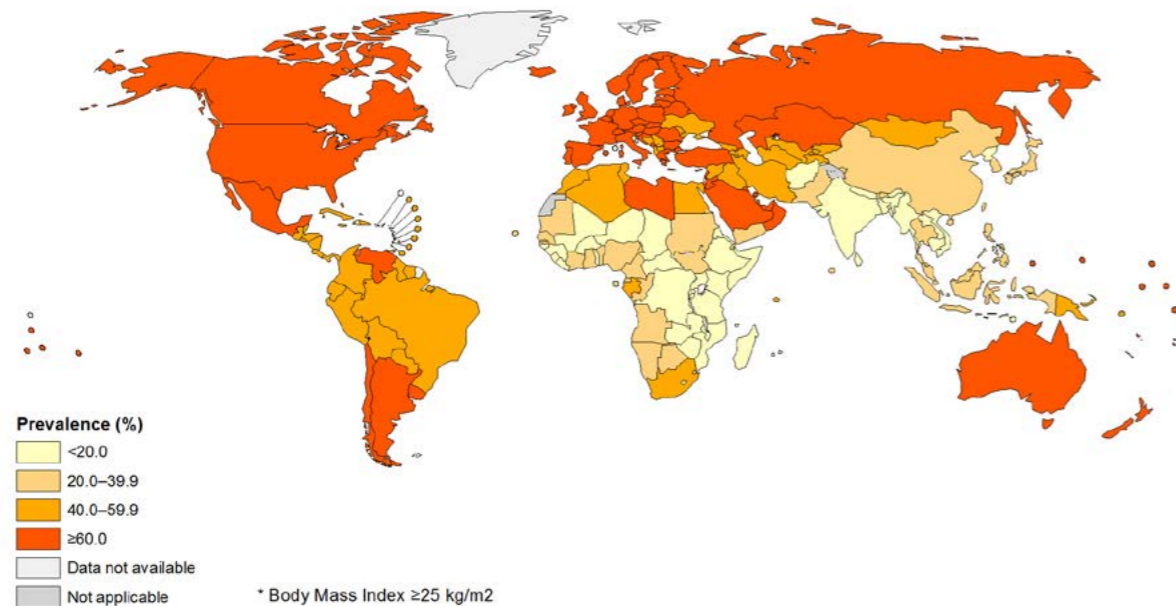 Prevalence (%)
<20.0
20.0–39.9
40.0–59.9
≥60.0
Data not available
Not applicable
* Body Mass Index ≥25 kg/m2